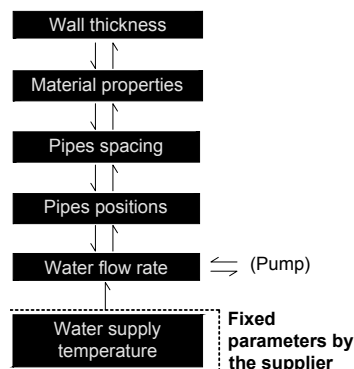 Wall thickness
Material properties
Pipes spacing
Pipes positions
Water flow rate
(Pump)
Water supply
temperature
Fixed
parameters by
the supplier